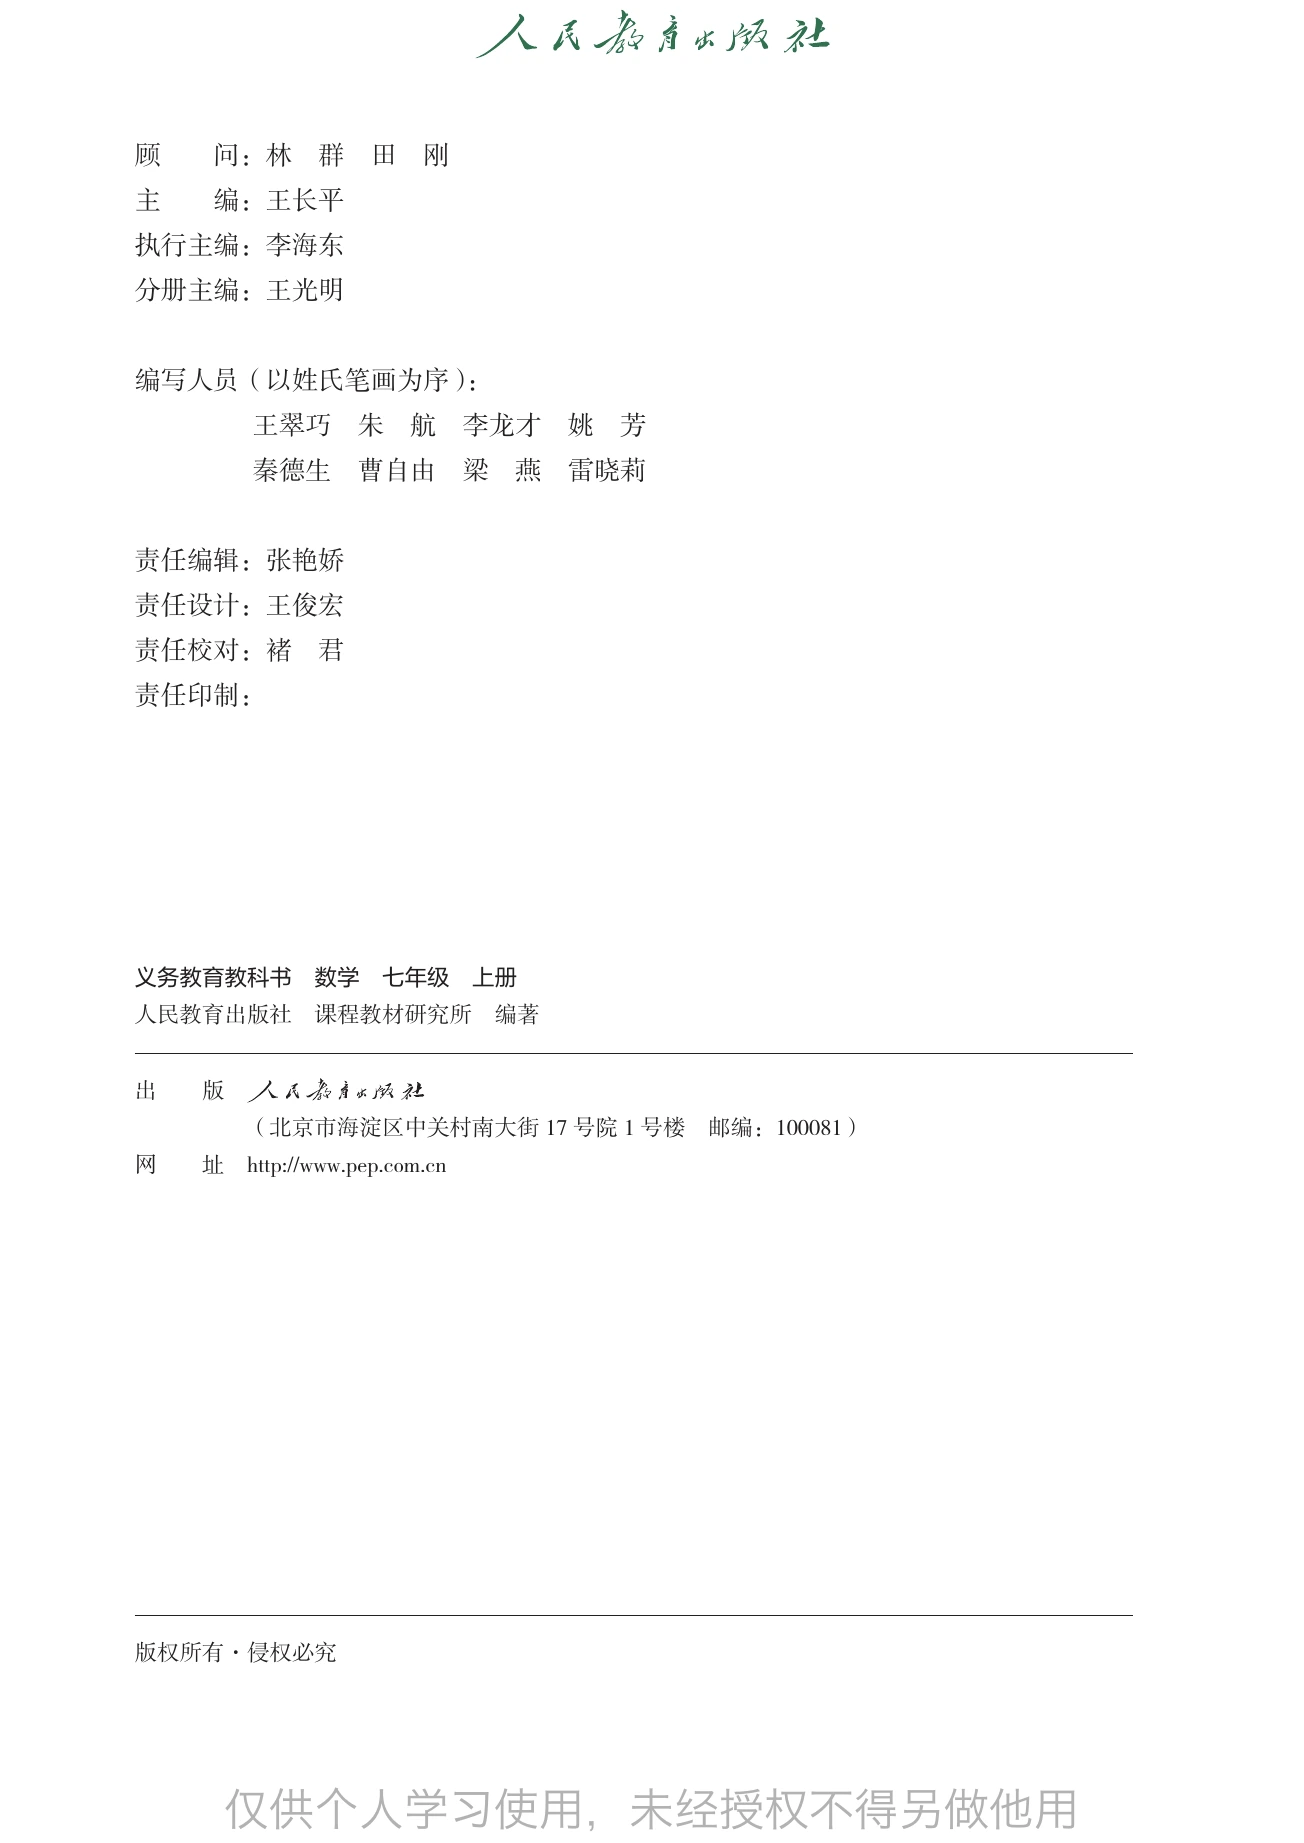 人民教育出版社
顾　　问：林　群　田　刚
主　　编：王长平
执行主编：李海东
分册主编：王光明
编写人员（以姓氏笔画为序）：
王翠巧　朱　航　李龙才　姚　芳
秦德生　曹自由　梁　燕　雷晓莉
责任编辑：张艳娇
责任设计：王俊宏
责任校对：褚　君
责任印制：
义务教育教科书　数学　七年级　上册
人民教育出版社　课程教材研究所　编著
出　　版　人民教育出版社
（北京市海淀区中关村南大街 17 号院 1 号楼　邮编：100081）
网　　址　http://www.pep.com.cn
版权所有·侵权必究
仅供个人学习使用，未经授权不得另做他用